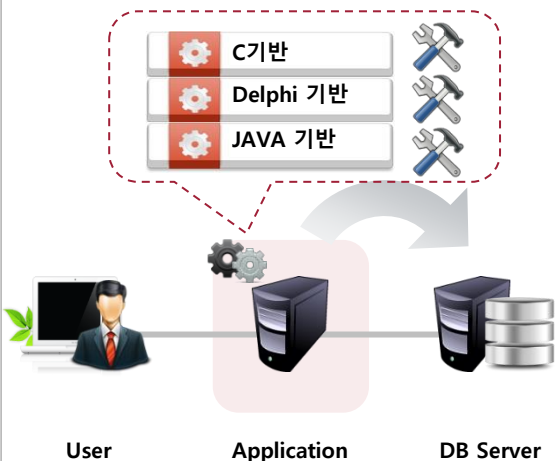 C기반
Delphi 기반
JAVA 기반
User
Application
DB Server